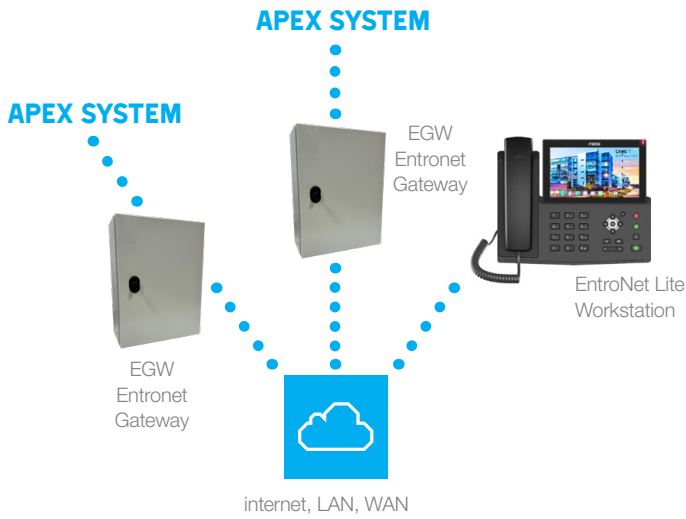 APEX SYSTEM
APEX SYSTEM
EGW
Entronet
Gateway
EntroNet Lite
Workstation
EGW
Entronet
Gateway
internet, LAN, WAN